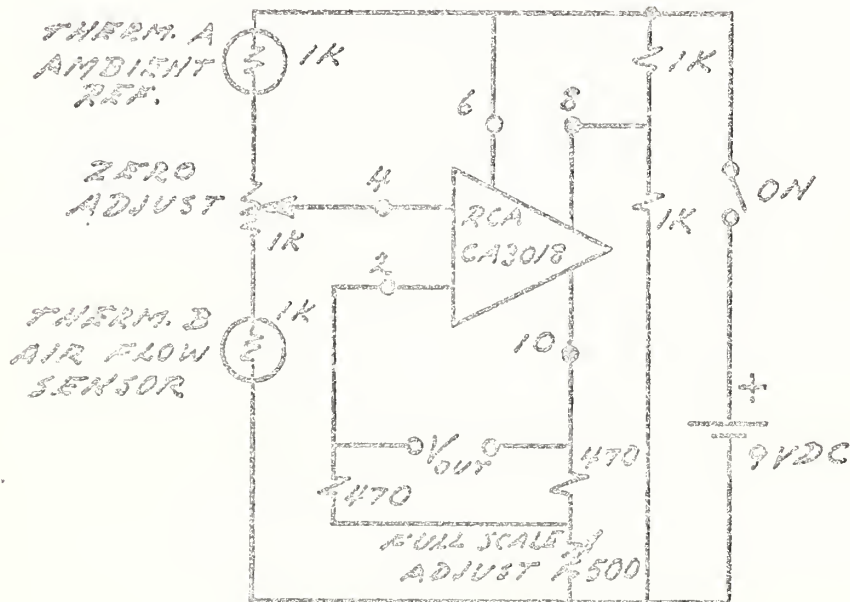 THERM. A
AMBIENT
REF.
1K
6
8
1K
ZERO
ADJUST
1K
4
RCA
CA3018
1K
ON
2
THERM. B
AIR FLOW
SENSOR
1K
10
+
9VDC
VOUT
470
470
FULL SCALE
ADJUST
500